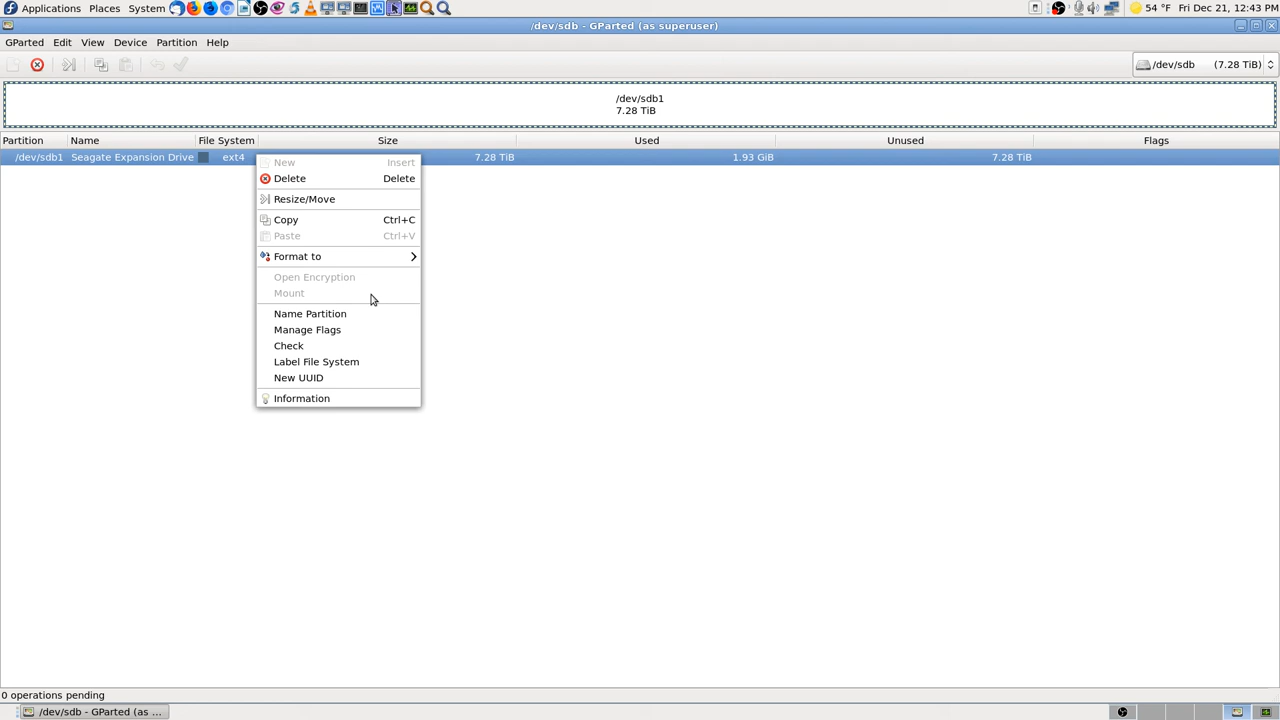 Applications Places System 54 °F Fri Dec 21, 12:43 PM
/dev/sdb - GParted (as superuser)
GParted Edit View Device Partition Help
/dev/sdb (7.28 TiB)
/dev/sdb1
7.28 TiB
Partition Name File System Size Used Unused Flags
/dev/sdb1 Seagate Expansion Drive ext4 7.28 TiB 1.93 GiB 7.28 TiB
New Insert
Delete Delete
Resize/Move
Copy Ctrl+C
Paste Ctrl+V
Format to
Open Encryption
Mount
Name Partition
Manage Flags
Check
Label File System
New UUID
Information
0 operations pending
/dev/sdb - GParted (as ...